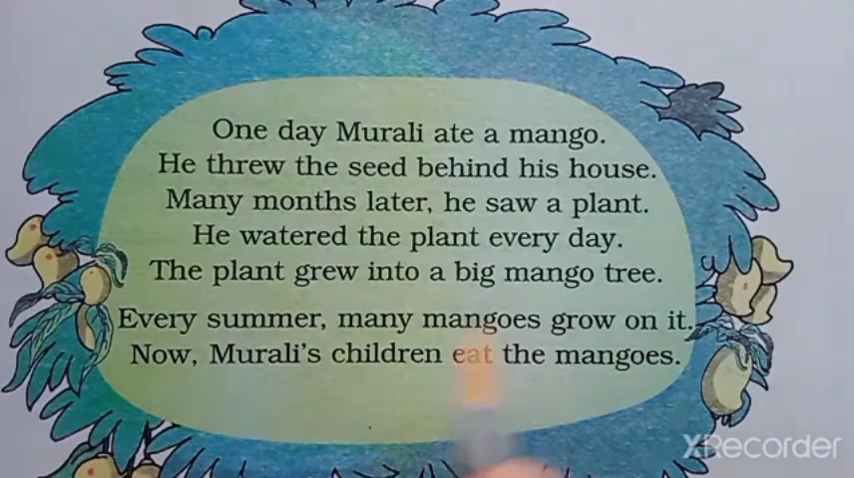 One day Murali ate a mango.
He threw the seed behind his house.
Many months later, he saw a plant.
He watered the plant every day.
The plant grew into a big mango tree.
Every summer, many mangoes grow on it.
Now, Murali's children eat the mangoes.
XRecorder